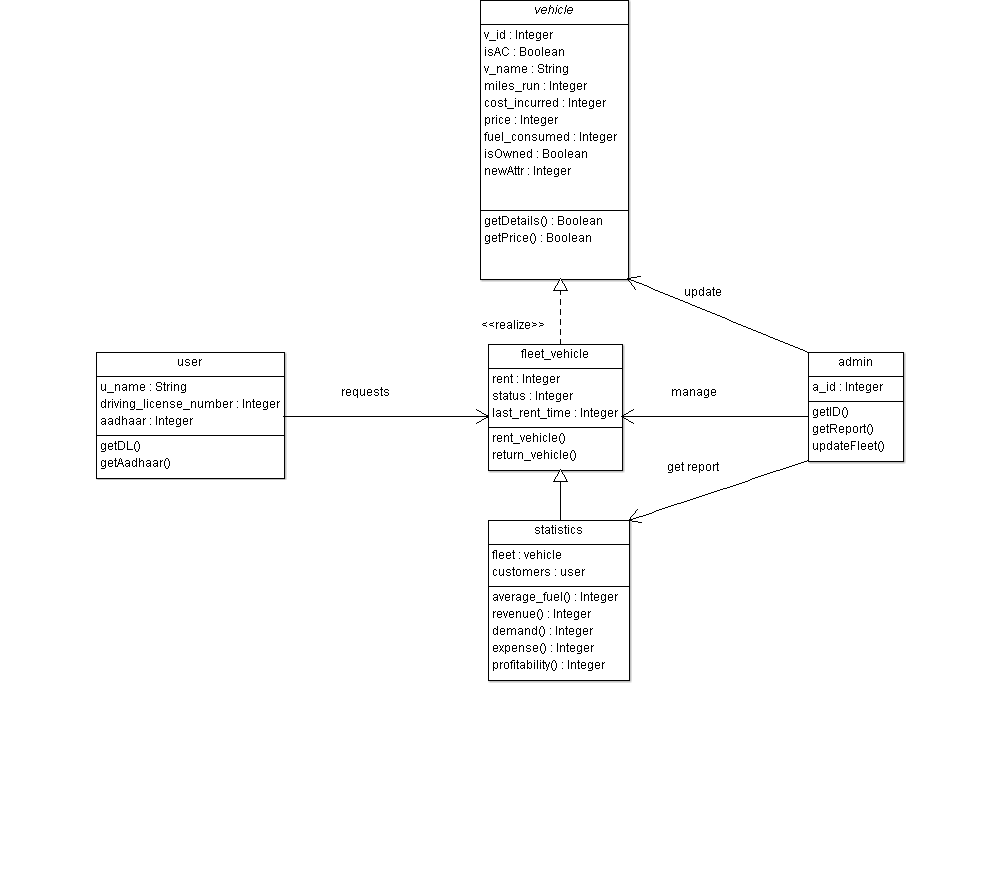 vehicle
v_id : Integer
isAC : Boolean
v_name : String
miles_run : Integer
cost_incurred : Integer
price : Integer
fuel_consumed : Integer
isOwned : Boolean
newAttr : Integer
getDetails() : Boolean
getPrice() : Boolean
update
<<realize>>
user
u_name : String
driving_license_number : Integer
aadhaar : Integer
getDL()
getAadhaar()
requests
fleet_vehicle
rent : Integer
status : Integer
last_rent_time : Integer
rent_vehicle()
return_vehicle()
manage
admin
a_id : Integer
getID()
getReport()
updateFleet()
get report
statistics
fleet : vehicle
customers : user
average_fuel() : Integer
revenue() : Integer
demand() : Integer
expense() : Integer
profitability() : Integer